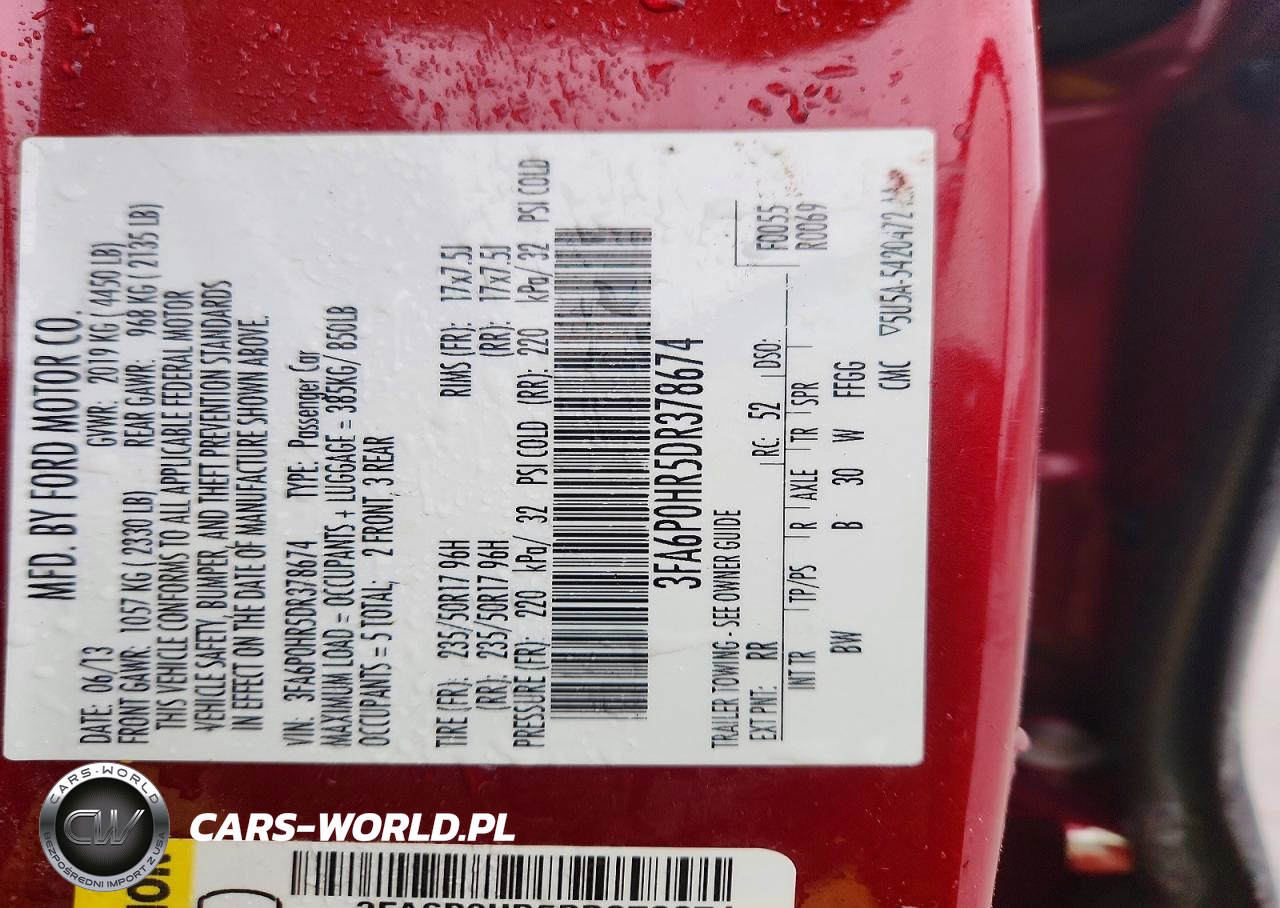 MFD. BY FORD MOTOR CO.
DATE: 06/13 GVWR: 2019 KG (4450 LB)
FRONT GAWR: 1057 KG (2330 LB) REAR GAWR: 968 KG (2135 LB)
THIS VEHICLE CONFORMS TO ALL APPLICABLE FEDERAL MOTOR
VEHICLE SAFETY, BUMPER, AND THEFT PREVENTION STANDARDS
IN EFFECT ON THE DATE OF MANUFACTURE SHOWN ABOVE.
VIN: 3FA6P0HR5DR378674 TYPE: Passenger Car
MAXIMUM LOAD = OCCUPANTS + LUGGAGE = 385KG/ 850LB
OCCUPANTS = 5 TOTAL, 2 FRONT, 3 REAR
TIRE (FR): 235/50R17 96H RIMS (FR): 17x7.5J
(RR): 235/50R17 96H (RR): 17x7.5J
PRESSURE (FR): 220 kPa/ 32 PSI COLD (RR): 220 kPa/ 32 PSI COLD
3FA6P0HR5DR378674
TRAILER TOWING - SEE OWNER GUIDE
EXT PNT: RR RC: 52 DSO: F0055
R0069
INT TR TP/PS R AXLE TR SPR
BW B 30 W FFGG
CMC ▽5U5A-5420472
CARS-WORLD
CW
BEZPOŚREDNI IMPORT Z USA
CARS-WORLD.PL